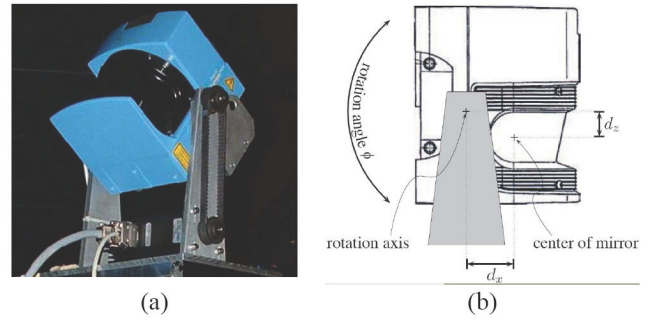 rotation angle ϕ
d_z
rotation axis
center of mirror
d_x
(a)
(b)